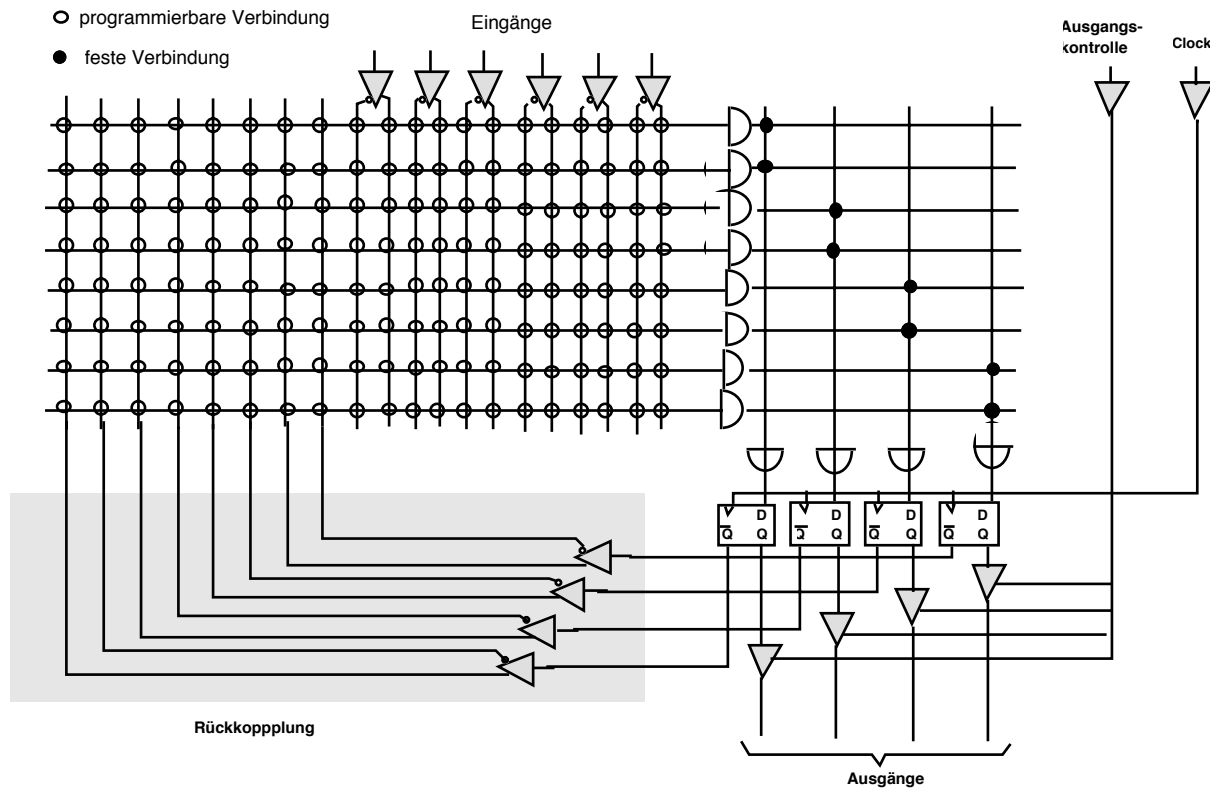 programmierbare Verbindung
feste Verbindung
Eingänge
Ausgangs-
kontrolle
Clock
D D D D
Q Q Q Q Q Q Q Q
Rückkoppplung
Ausgänge